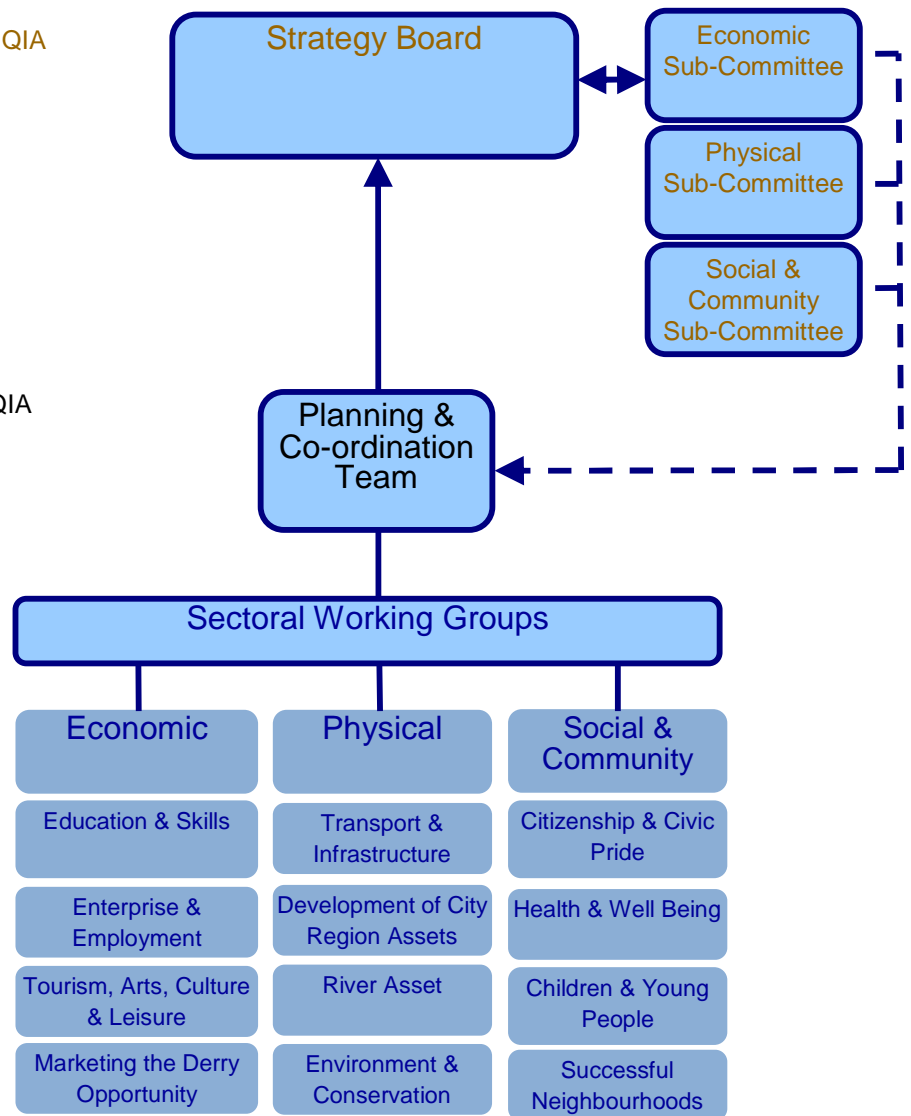 QIA
Strategy Board
Economic
Sub-Committee
Physical
Sub-Committee
Social &
Community
Sub-Committee
QIA
Planning &
Co-ordination
Team
Sectoral Working Groups
Economic
Physical
Social &
Community
Education & Skills
Transport &
Infrastructure
Citizenship & Civic
Pride
Enterprise &
Employment
Development of City
Region Assets
Health & Well Being
Tourism, Arts, Culture
& Leisure
River Asset
Children & Young
People
Marketing the Derry
Opportunity
Environment &
Conservation
Successful
Neighbourhoods